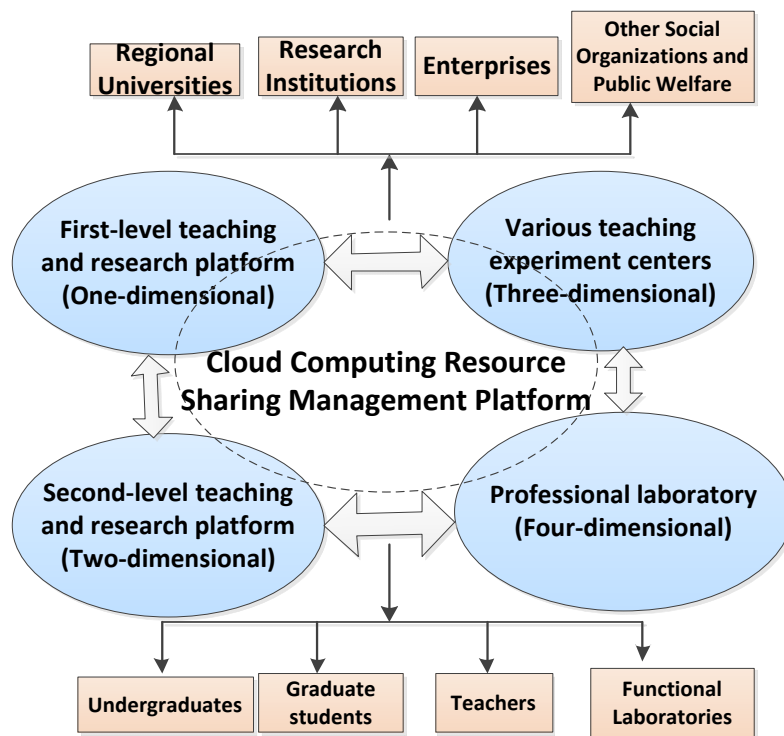 Regional
Universities
Research
Institutions
Enterprises
Other Social
Organizations and
Public Welfare
First-level teaching
and research platform
(One-dimensional)
Various teaching
experiment centers
(Three-dimensional)
Cloud Computing Resource
Sharing Management Platform
Second-level teaching
and research platform
(Two-dimensional)
Professional laboratory
(Four-dimensional)
Undergraduates
Graduate
students
Teachers
Functional
Laboratories